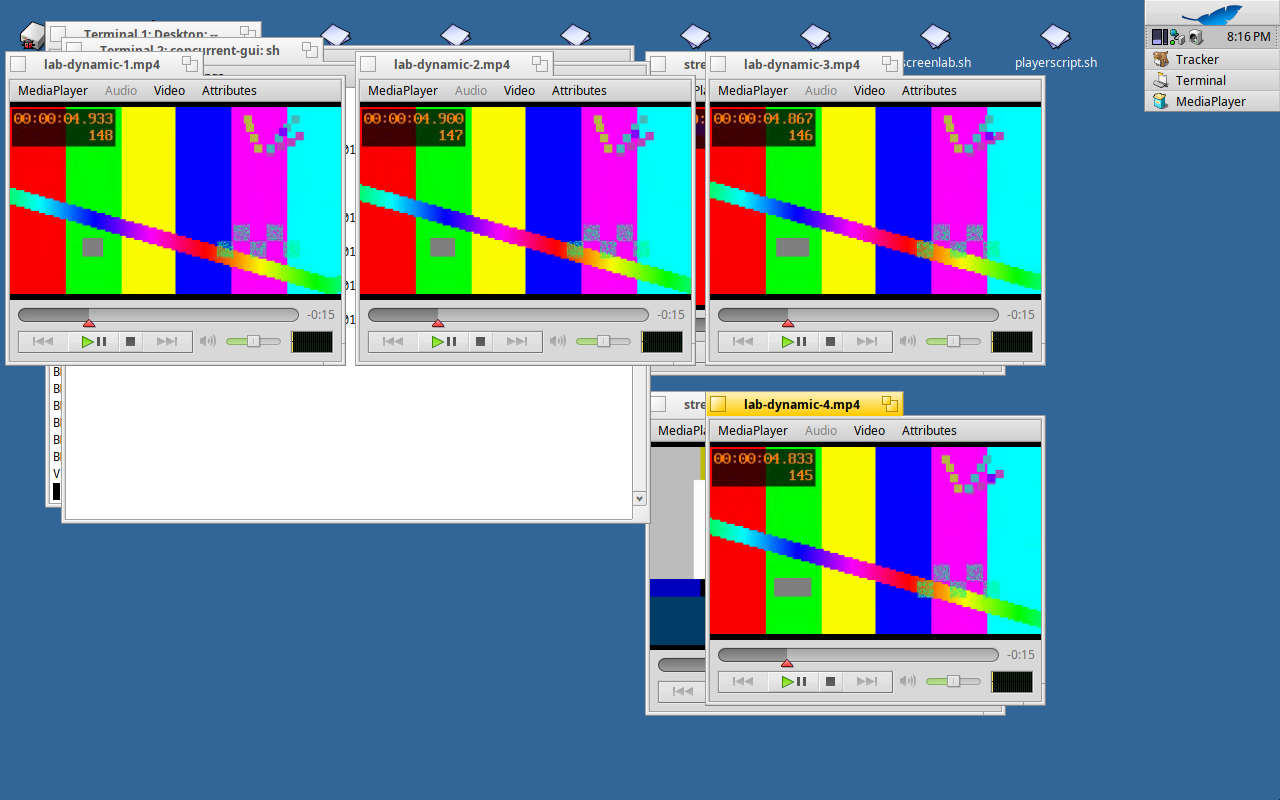 Terminal 1: Desktop: --
Terminal 2: concurrent-gui: sh
screenlab.sh
playerscript.sh
8:16 PM
Tracker
Terminal
MediaPlayer
lab-dynamic-1.mp4
MediaPlayer Audio Video Attributes
00:00:04.933
148
-0:15
lab-dynamic-2.mp4
MediaPlayer Audio Video Attributes
00:00:04.900
147
-0:15
lab-dynamic-3.mp4
MediaPlayer Audio Video Attributes
00:00:04.867
146
-0:15
lab-dynamic-4.mp4
MediaPlayer Audio Video Attributes
00:00:04.833
145
-0:15